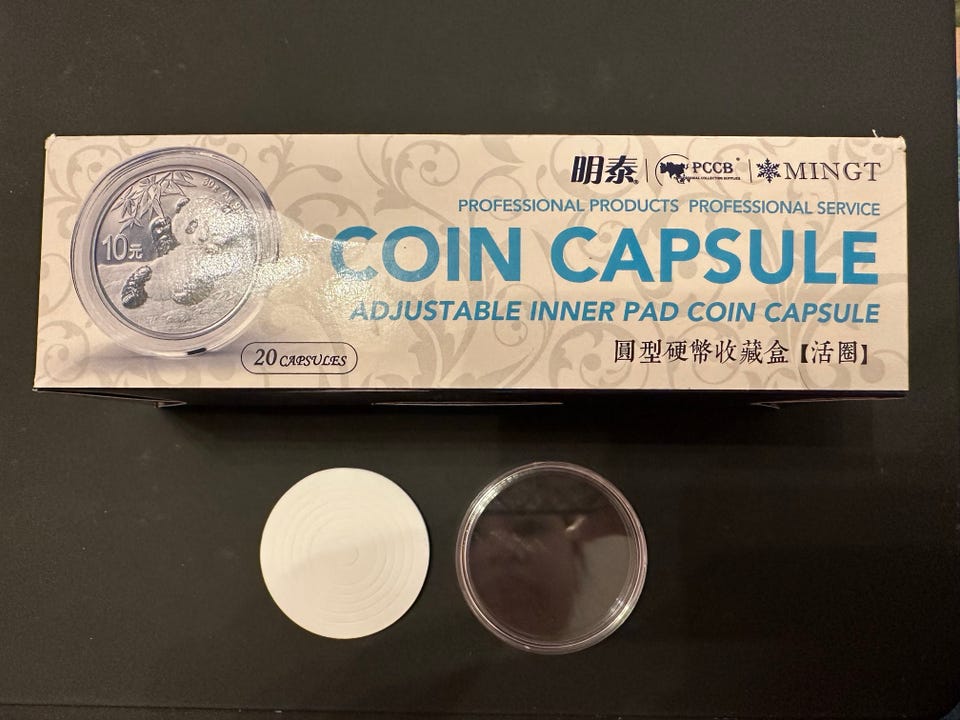 明泰 PCCB MINGT
PROFESSIONAL PRODUCTS PROFESSIONAL SERVICE
COIN CAPSULE
ADJUSTABLE INNER PAD COIN CAPSULE
圓型硬幣收藏盒【活圈】
20 CAPSULES
10元